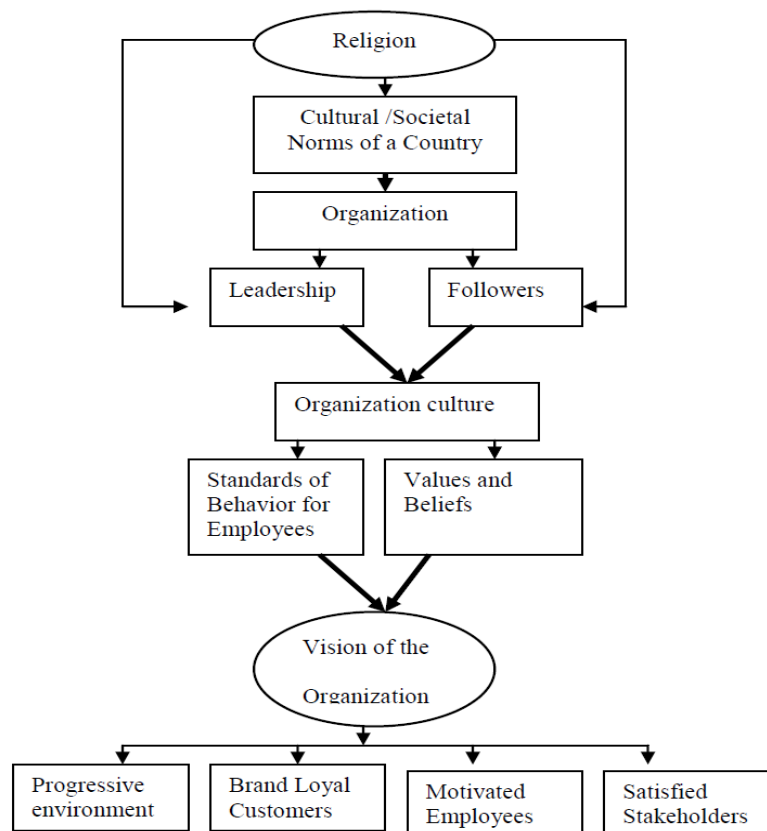 Religion
Cultural /Societal
Norms of a Country
Organization
Leadership
Followers
Organization culture
Standards of
Behavior for
Employees
Values and
Beliefs
Vision of the
Organization
Progressive
environment
Brand Loyal
Customers
Motivated
Employees
Satisfied
Stakeholders